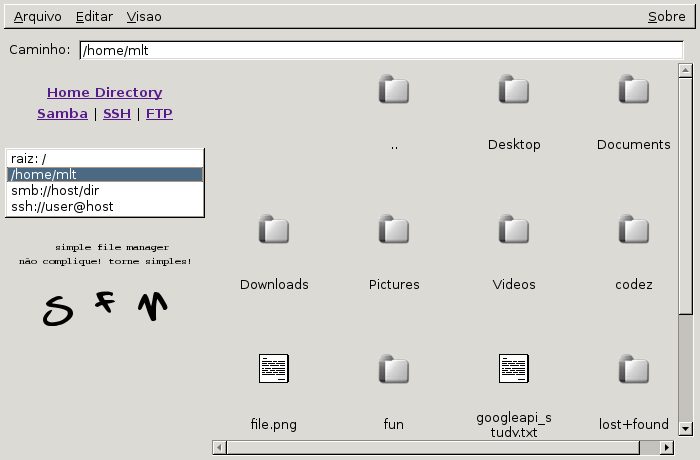 Arquivo Editar Visao Sobre
Caminho: /home/mlt
Home Directory
Samba | SSH | FTP
raiz: /
/home/mlt
smb://host/dir
ssh://user@host
simple file manager
não complique! torne simples!
S F M
.. Desktop Documents
Downloads Pictures Videos codez
file.png fun googleapi_s
tudy.txt lost+found